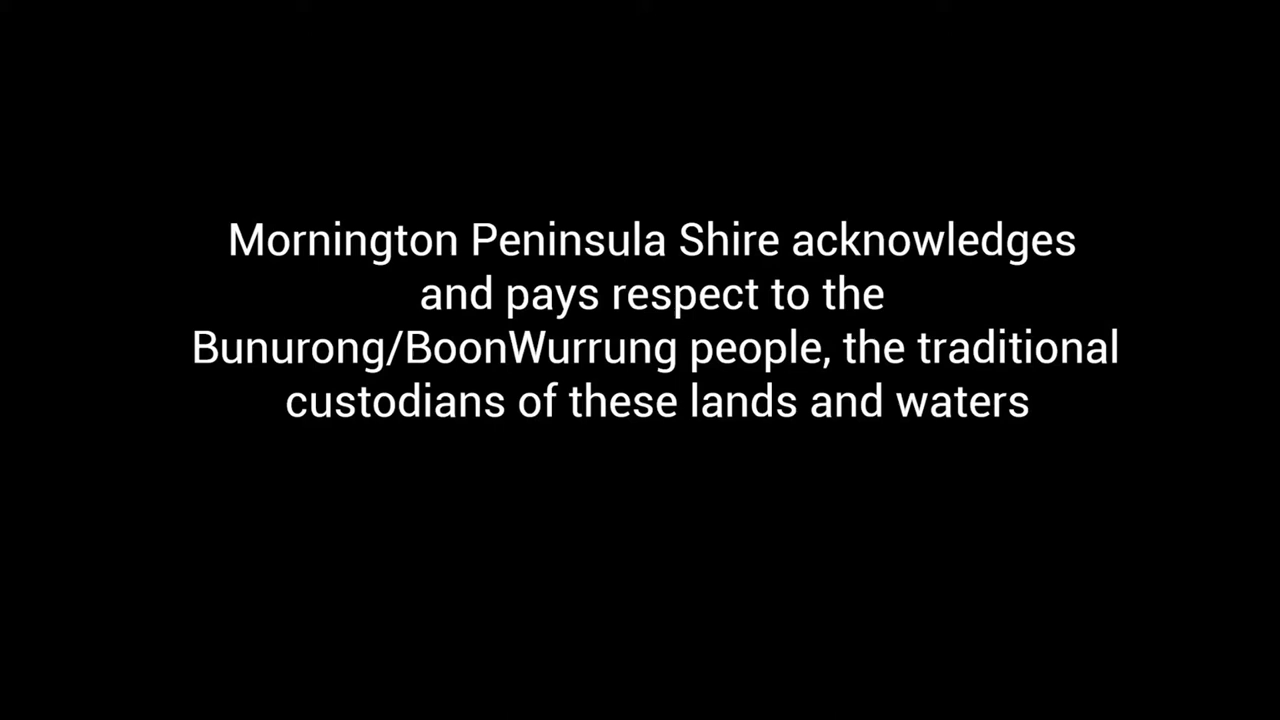 Mornington Peninsula Shire acknowledges
and pays respect to the
Bunurong/BoonWurrung people, the traditional
custodians of these lands and waters